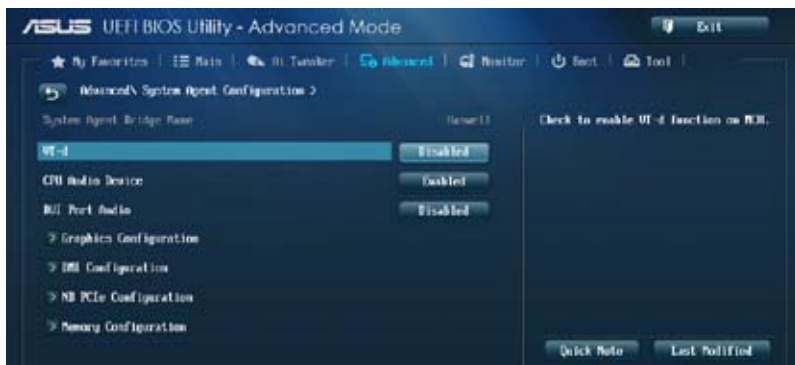 ASUS UEFI BIOS Utility - Advanced Mode
Exit
My Favorites Main Ai Tweaker Advanced Monitor Boot Tool
Advanced\ System Agent Configuration >
System Agent Bridge Name Haswell
Check to enable VT-d function on MCH.
VT-d Disabled
CPU Audio Device Enabled
DVI Port Audio Disabled
> Graphics Configuration
> DMI Configuration
> NB PCIe Configuration
> Memory Configuration
Quick Note Last Modified